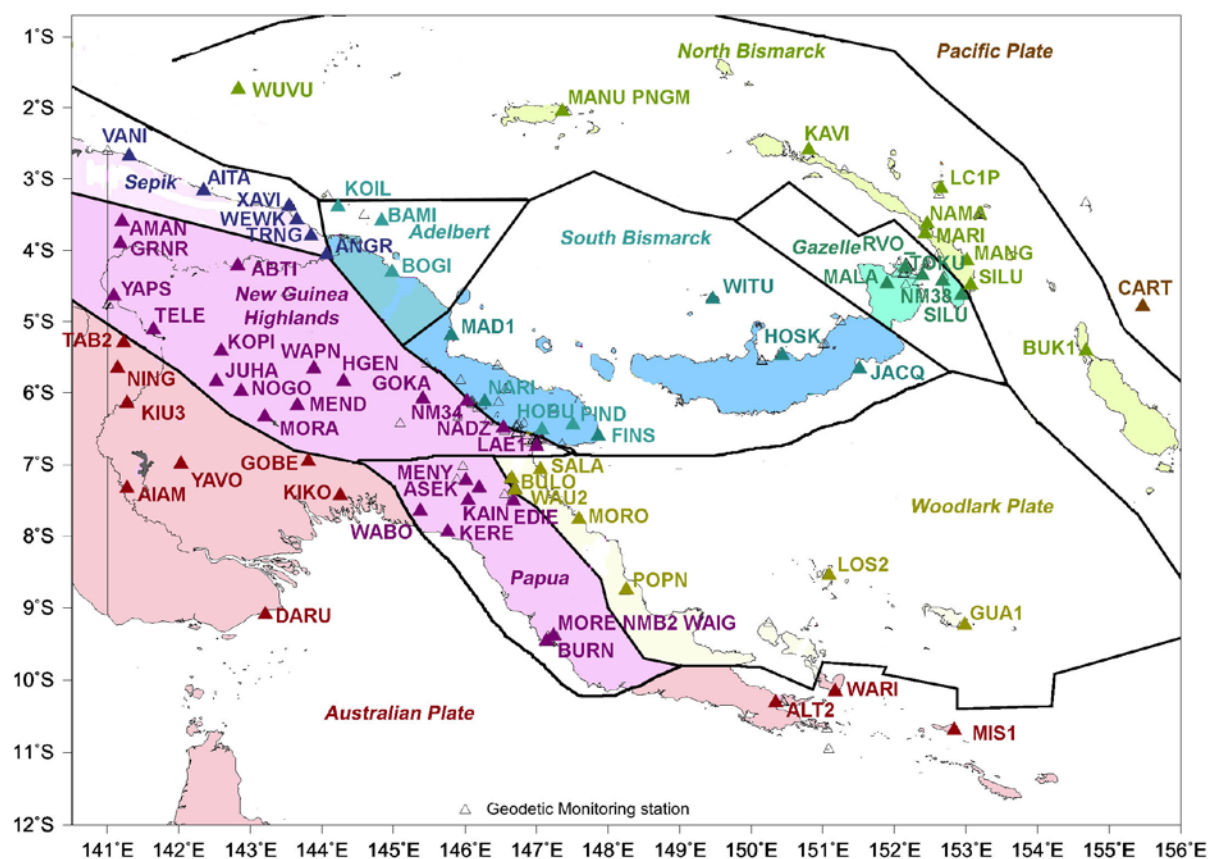 1°S
North Bismarck
Pacific Plate
WUVU
2°S
MANU PNGM
VANI
KAVI
3°S
Sepik
AITA
KOIL
LC1P
XAVI
WEWK
BAMI
NAMA
AMAN
TRNG
Adelbert
South Bismarck
Gazelle
RVO
MARI
4°S
GRNR
ANGR
TOKU
MANG
ABTI
BOGI
MALA
SILU
YAPS
New Guinea
Highlands
WITU
NM38
CART
5°S
TELE
SILU
TAB2
KOPI
MAD1
HOSK
BUK1
WAPN
HGEN
NING
JUHA
GOKA
JACQ
6°S
NOGO
NARI
KIU3
MEND
NM34
HOBU
PIND
MORA
NADZ
FINS
LAE1
7°S
GOBE
MENY
SALA
YAVO
ASEK
BULO
AIAM
KIKO
WAU2
KAIN
EDIE
MORO
Woodlark Plate
8°S
WABO
KERE
LOS2
Papua
POPN
9°S
DARU
GUA1
MORE NMB2 WAIG
BURN
10°S
WARI
Australian Plate
ALT2
MIS1
11°S
Geodetic Monitoring station
12°S
141°E 142°E 143°E 144°E 145°E 146°E 147°E 148°E 149°E 150°E 151°E 152°E 153°E 154°E 155°E 156°E